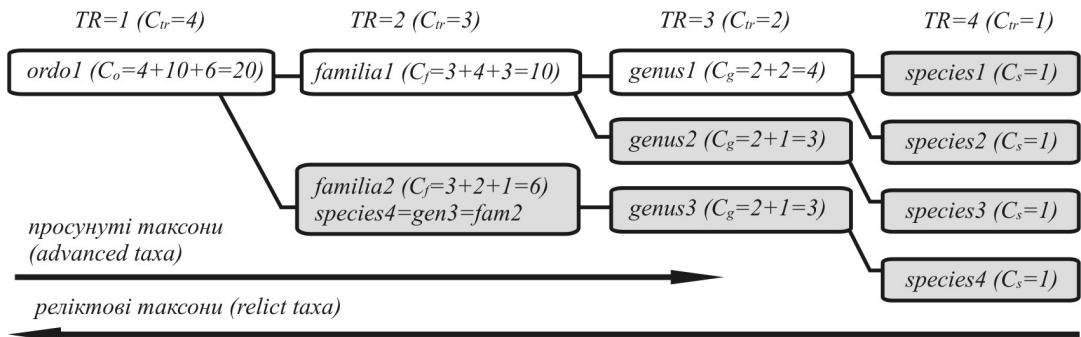 TR=1 (Ctr=4)
TR=2 (Ctr=3)
TR=3 (Ctr=2)
TR=4 (Ctr=1)
ordo1 (Co=4+10+6=20)
familia1 (Cf=3+4+3=10)
genus1 (Cg=2+2=4)
species1 (Cs=1)
genus2 (Cg=2+1=3)
species2 (Cs=1)
familia2 (Cf=3+2+1=6)
species4=gen3=fam2
genus3 (Cg=2+1=3)
species3 (Cs=1)
species4 (Cs=1)
просунуті таксони
(advanced taxa)
реліктові таксони (relict taxa)